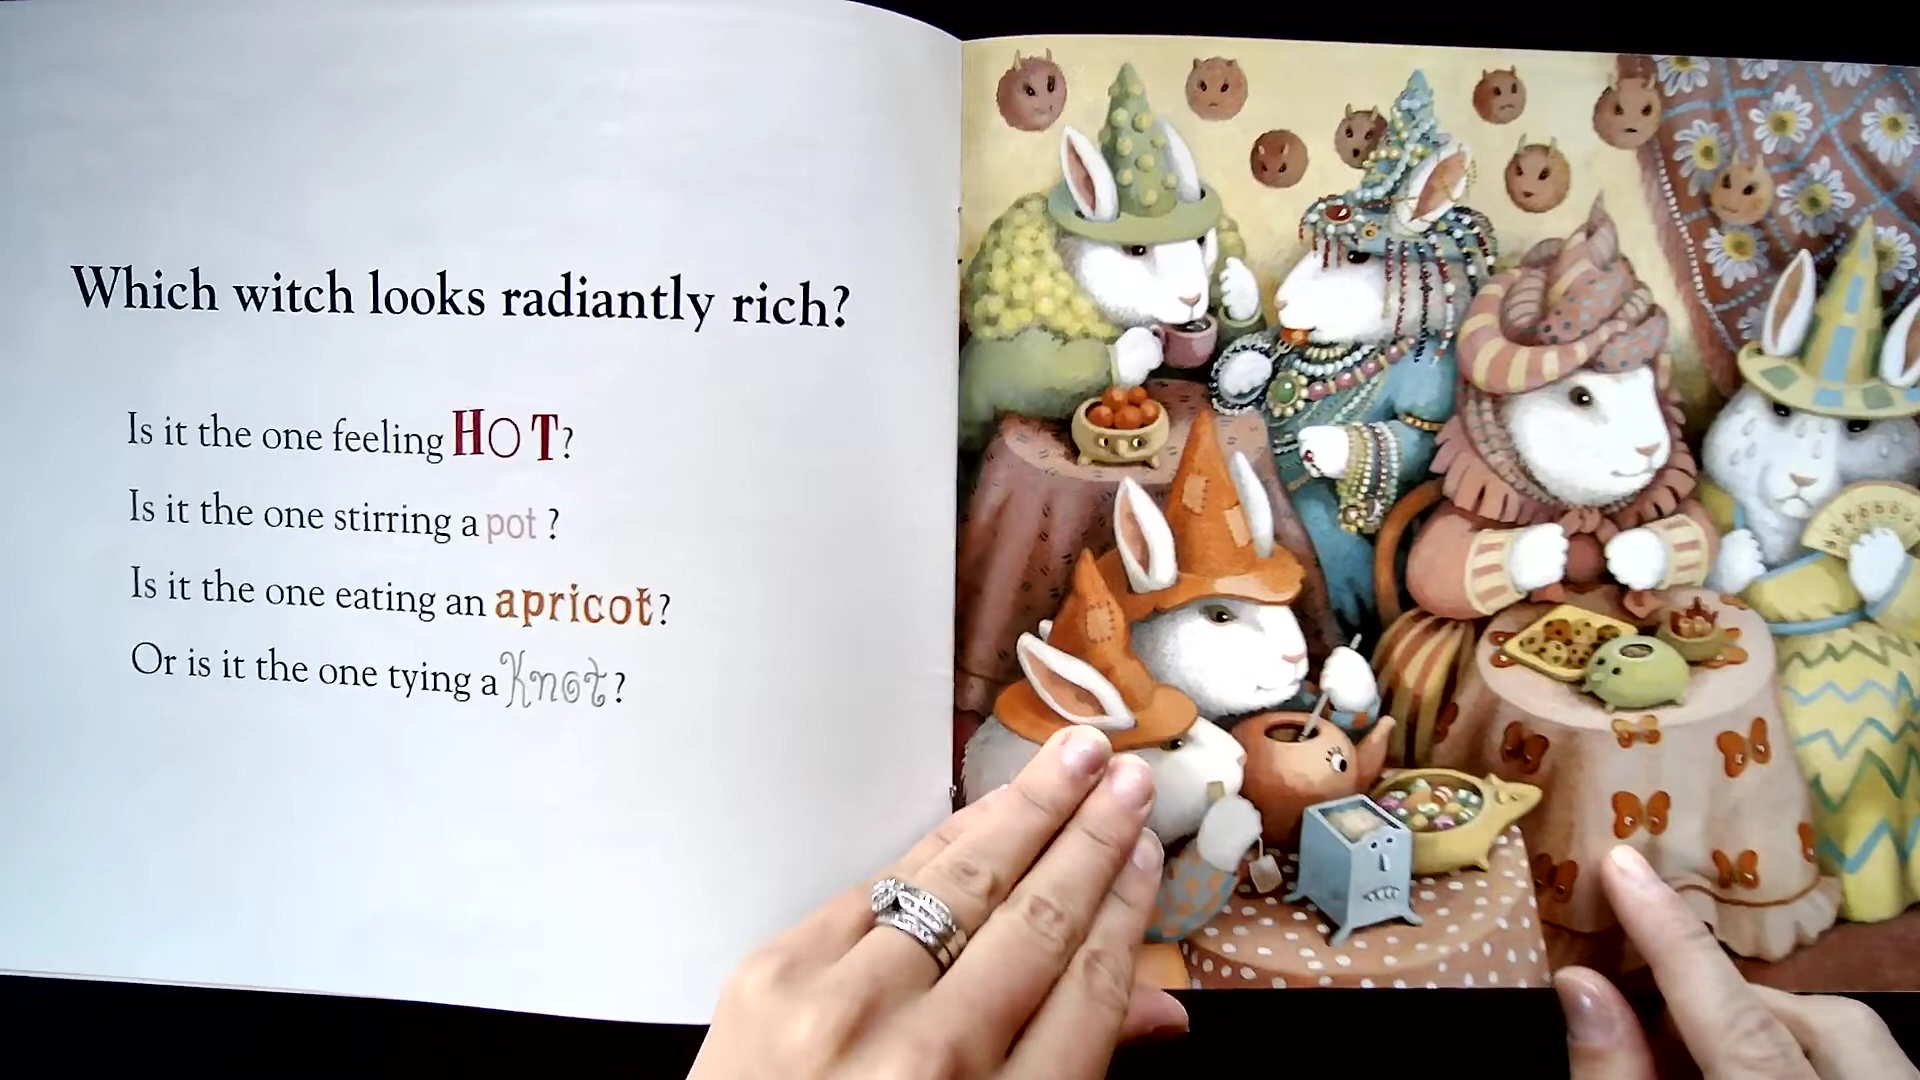 Which witch looks radiantly rich?
Is it the one feeling HOT?
Is it the one stirring a pot ?
Is it the one eating an apricot?
Or is it the one tying a Knot?